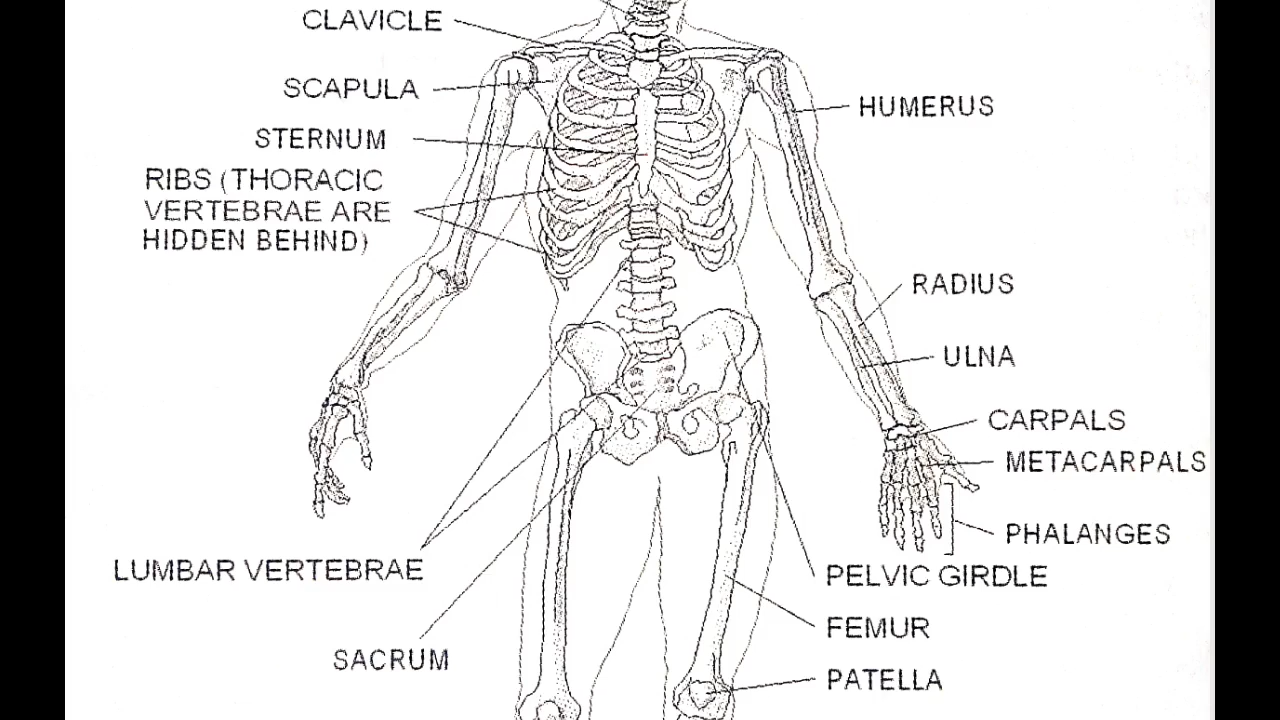 CLAVICLE
SCAPULA
STERNUM
RIBS (THORACIC
VERTEBRAE ARE
HIDDEN BEHIND)
LUMBAR VERTEBRAE
SACRUM
HUMERUS
RADIUS
ULNA
CARPALS
METACARPALS
PHALANGES
PELVIC GIRDLE
FEMUR
PATELLA